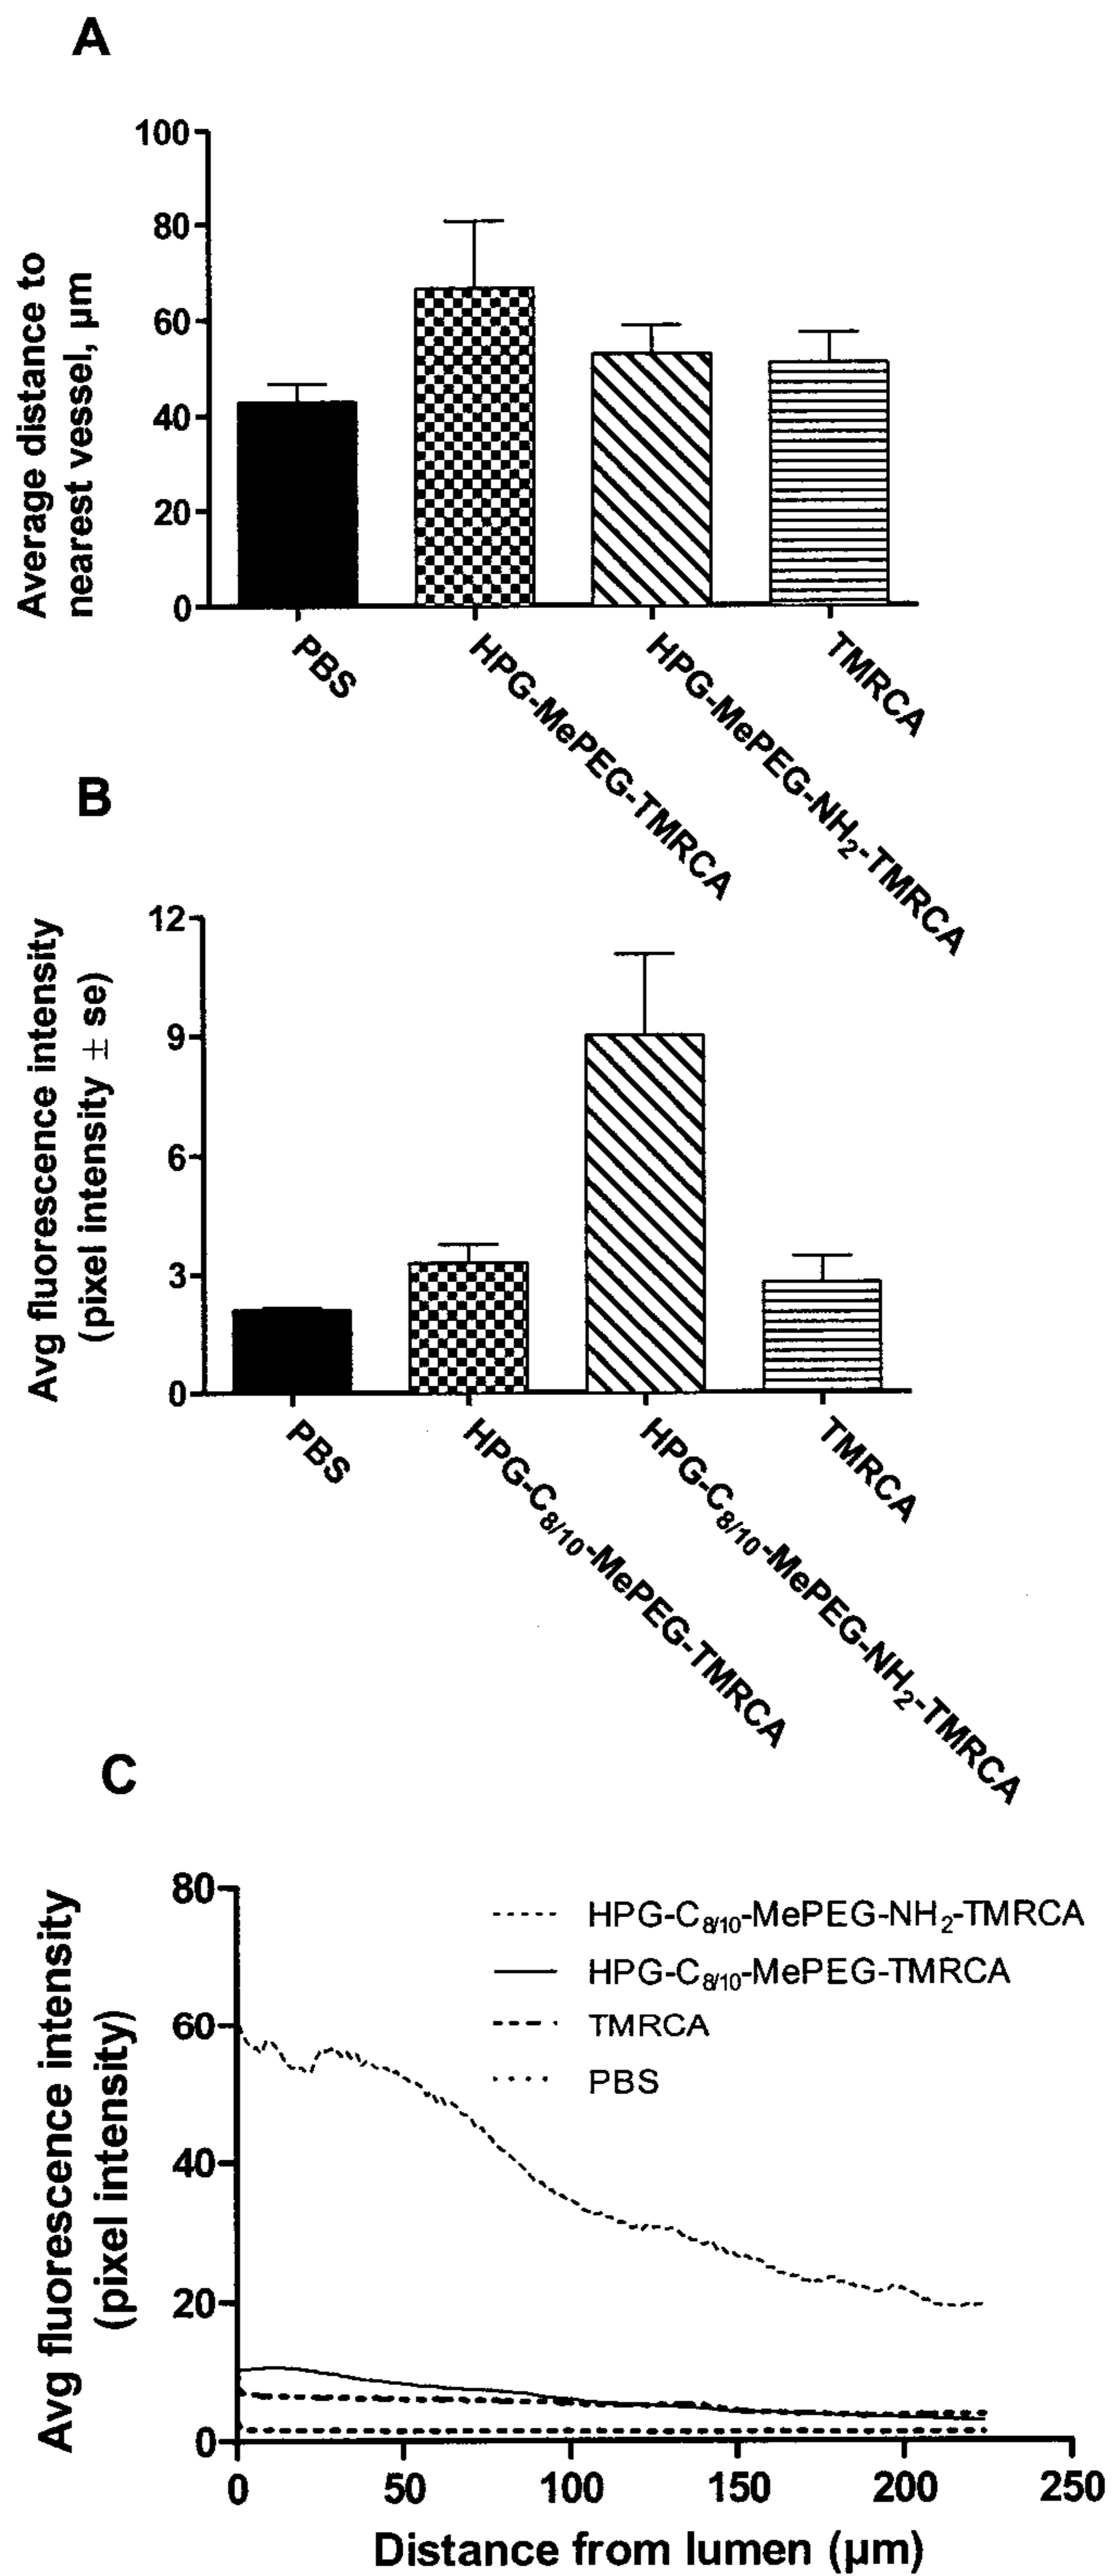 A
Average distance to
nearest vessel, µm
100
80
60
40
20
0
PBS
HPG-MePEG-TMRCA
HPG-MePEG-NH2-TMRCA
TMRCA
B
Avg fluorescence intensity
(pixel intensity ± se)
12
9
6
3
0
PBS
HPG-C8/10-MePEG-TMRCA
HPG-C8/10-MePEG-NH2-TMRCA
TMRCA
C
Avg fluorescence intensity
(pixel intensity)
80
60
40
20
0
HPG-C8/10-MePEG-NH2-TMRCA
HPG-C8/10-MePEG-TMRCA
TMRCA
PBS
0 50 100 150 200 250
Distance from lumen (µm)